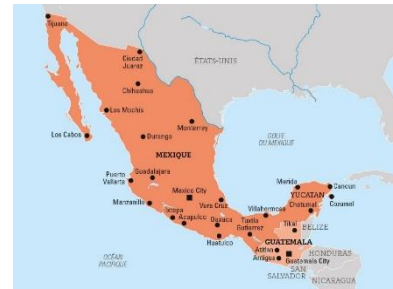 Tijuana
Ciudad
Juarez
ÉTATS-UNIS
Chihuahua
Los Mochis
Monterrey
Durango
Los Cabos
GOLFE
DU MEXIQUE
MEXIQUE
Puerto
Vallarta
Guadalajara
Mexico City
Merida
Cancun
YUCATAN
Cozumel
Manzanillo
Vera Cruz
Villahermosa
Chetumal
Ixtapa
Acapulco
Oaxaca
Tuxtla
Gutierrez
Tikal
BELIZE
Huatulco
GUATEMALA
Atitlan
HONDURAS
Antigua
Guatemala City
OCÉAN
PACIFIQUE
SAN
SALVADOR
NICARAGUA